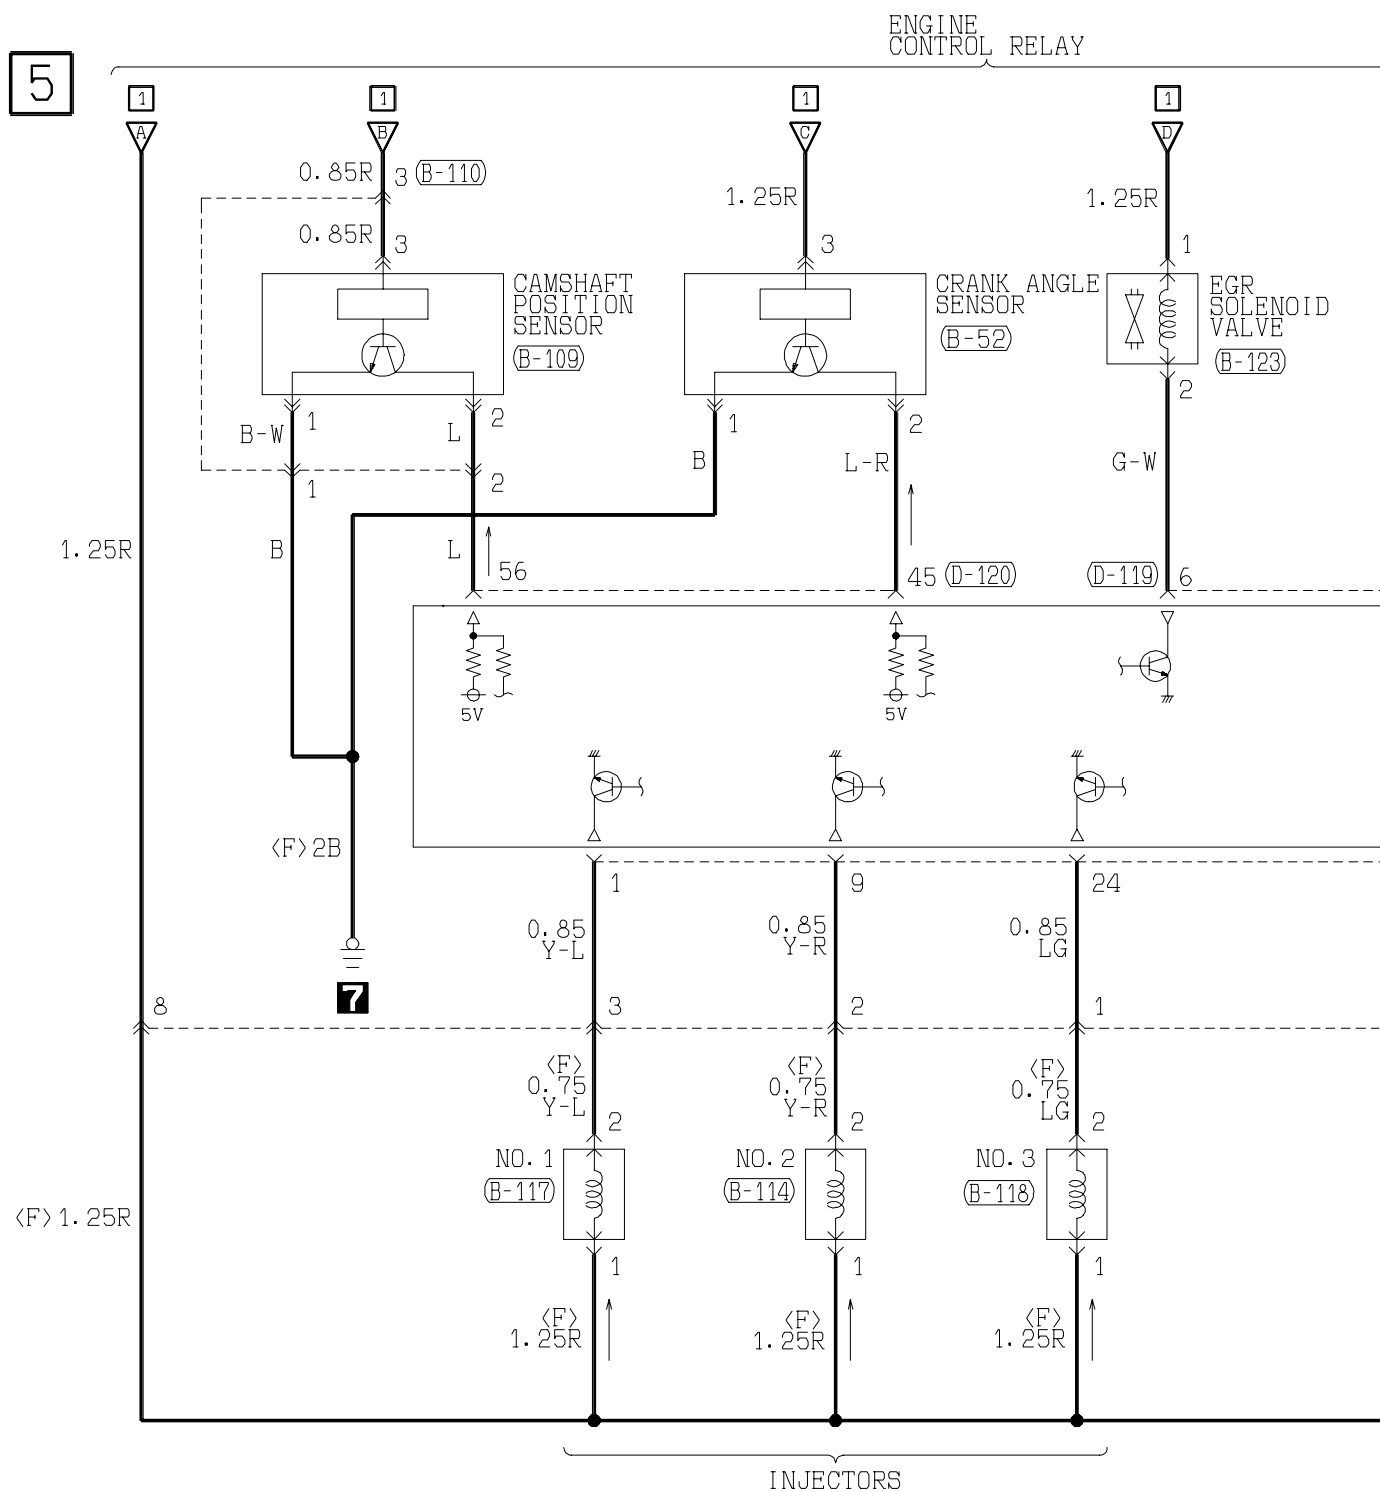 ENGINE
CONTROL RELAY
5
1
1
1
1
A
B
C
D
0.85R
3
(B-110)
1.25R
1.25R
0.85R
3
3
1
CAMSHAFT
POSITION
SENSOR
(B-109)
CRANK ANGLE
SENSOR
(B-52)
EGR
SOLENOID
VALVE
(B-123)
B-W
1
L
2
1
2
2
B
L-R
G-W
1
2
1.25R
B
L
56
45
(D-120)
(D-119)
6
5V
5V
<F>2B
1
9
24
0.85
Y-L
0.85
Y-R
0.85
LG
7
8
3
2
1
<F>
0.75
Y-L
<F>
0.75
Y-R
<F>
0.75
LG
2
2
2
NO.1
(B-117)
NO.2
(B-114)
NO.3
(B-118)
<F>1.25R
1
1
1
<F>
1.25R
<F>
1.25R
<F>
1.25R
INJECTORS